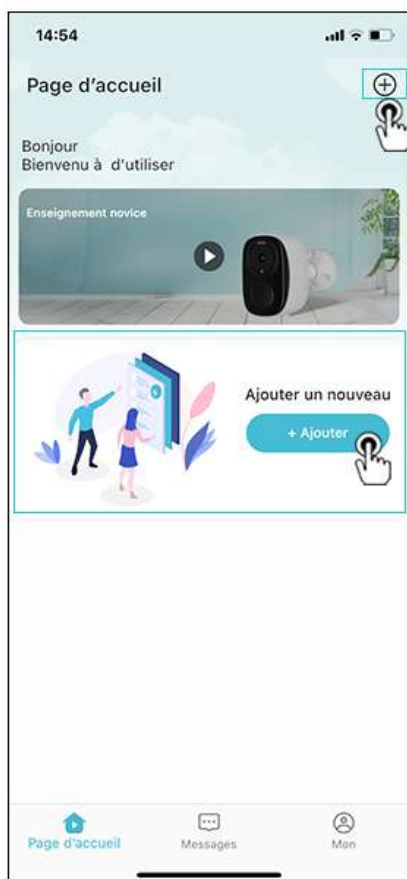 14:54
Page d'accueil
Bonjour
Bienvenu à d'utiliser
Enseignement novice
Ajouter un nouveau
+ Ajouter
Page d'accueil
Messages
Mon